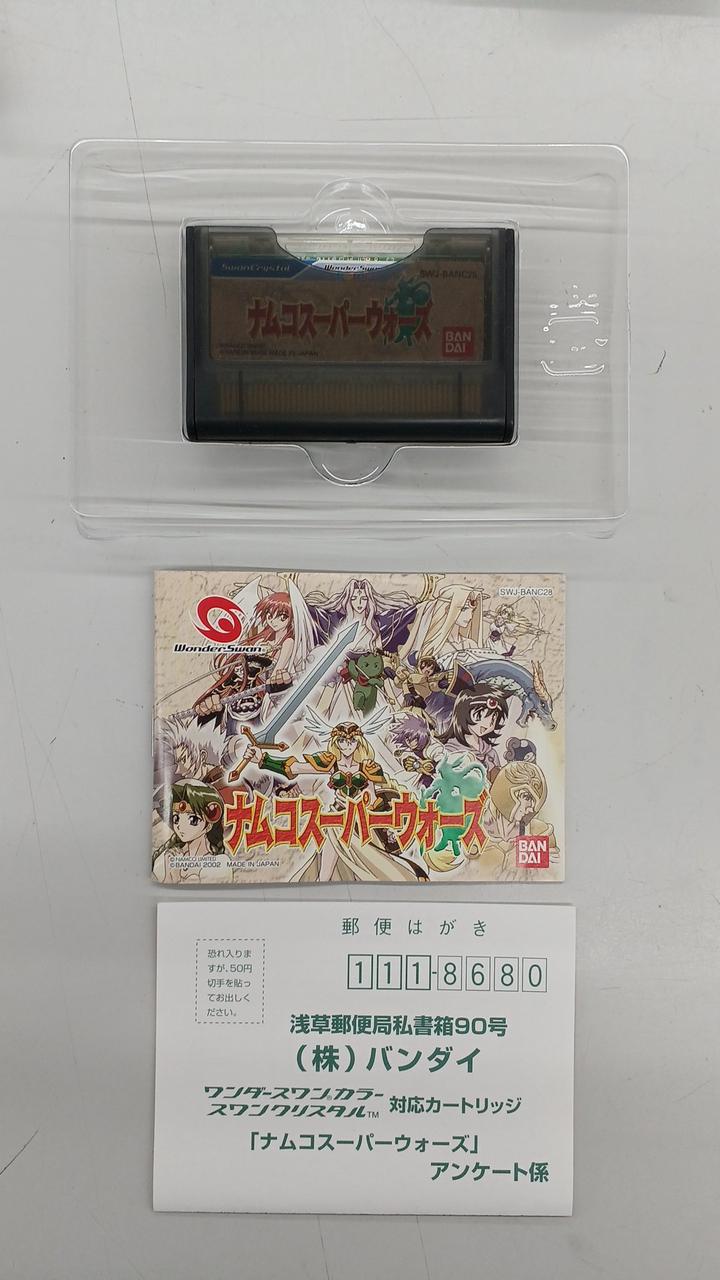 SwanCrystal
WonderSwan
SWJ-BANC28
ナムコスーパーウォーズ
BAN
DAI
MADE IN JAPAN
SWJ-BANC28
WonderSwan
ナムコスーパーウォーズ
©NAMCO LIMITED
©BANDAI 2002 MADE IN JAPAN
BAN
DAI
郵便はがき
恐れ入りま
すが、50円
切手を貼っ
てお出しく
ださい。
111-8680
浅草郵便局私書箱90号
(株)バンダイ
ワンダースワン®カラー
スワンクリスタル™ 対応カートリッジ
「ナムコスーパーウォーズ」
アンケート係